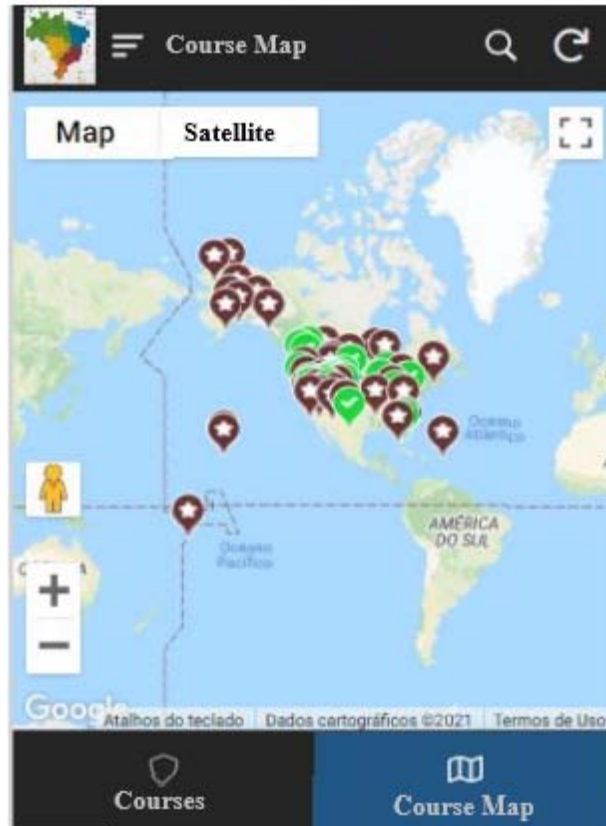 Course Map
Map
Satellite
Oceano
Atlântico
AMÉRICA
DO SUL
Oceano
Pacífico
Google
Atalhos do teclado
Dados cartográficos ©2021
Termos de Uso
Courses
Course Map